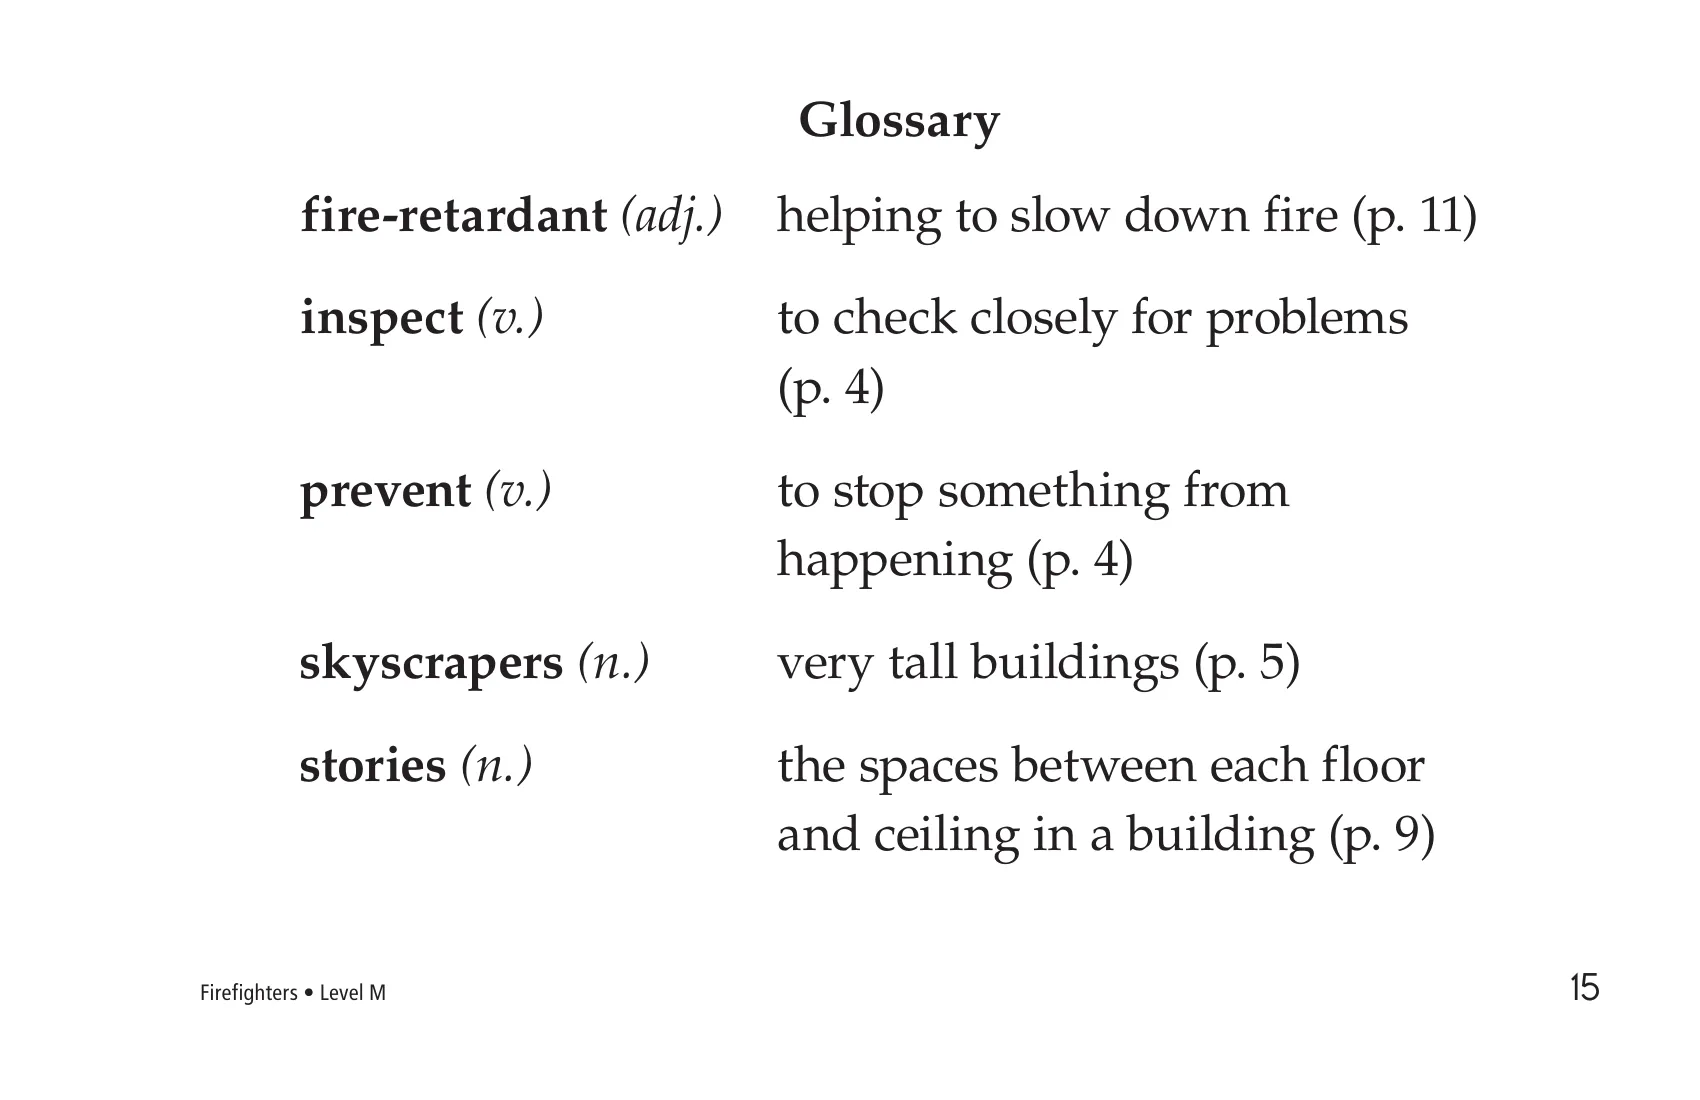 Glossary
fire-retardant (adj.) helping to slow down fire (p. 11)
inspect (v.) to check closely for problems
(p. 4)
prevent (v.) to stop something from
happening (p. 4)
skyscrapers (n.) very tall buildings (p. 5)
stories (n.) the spaces between each floor
and ceiling in a building (p. 9)
Firefighters • Level M 15